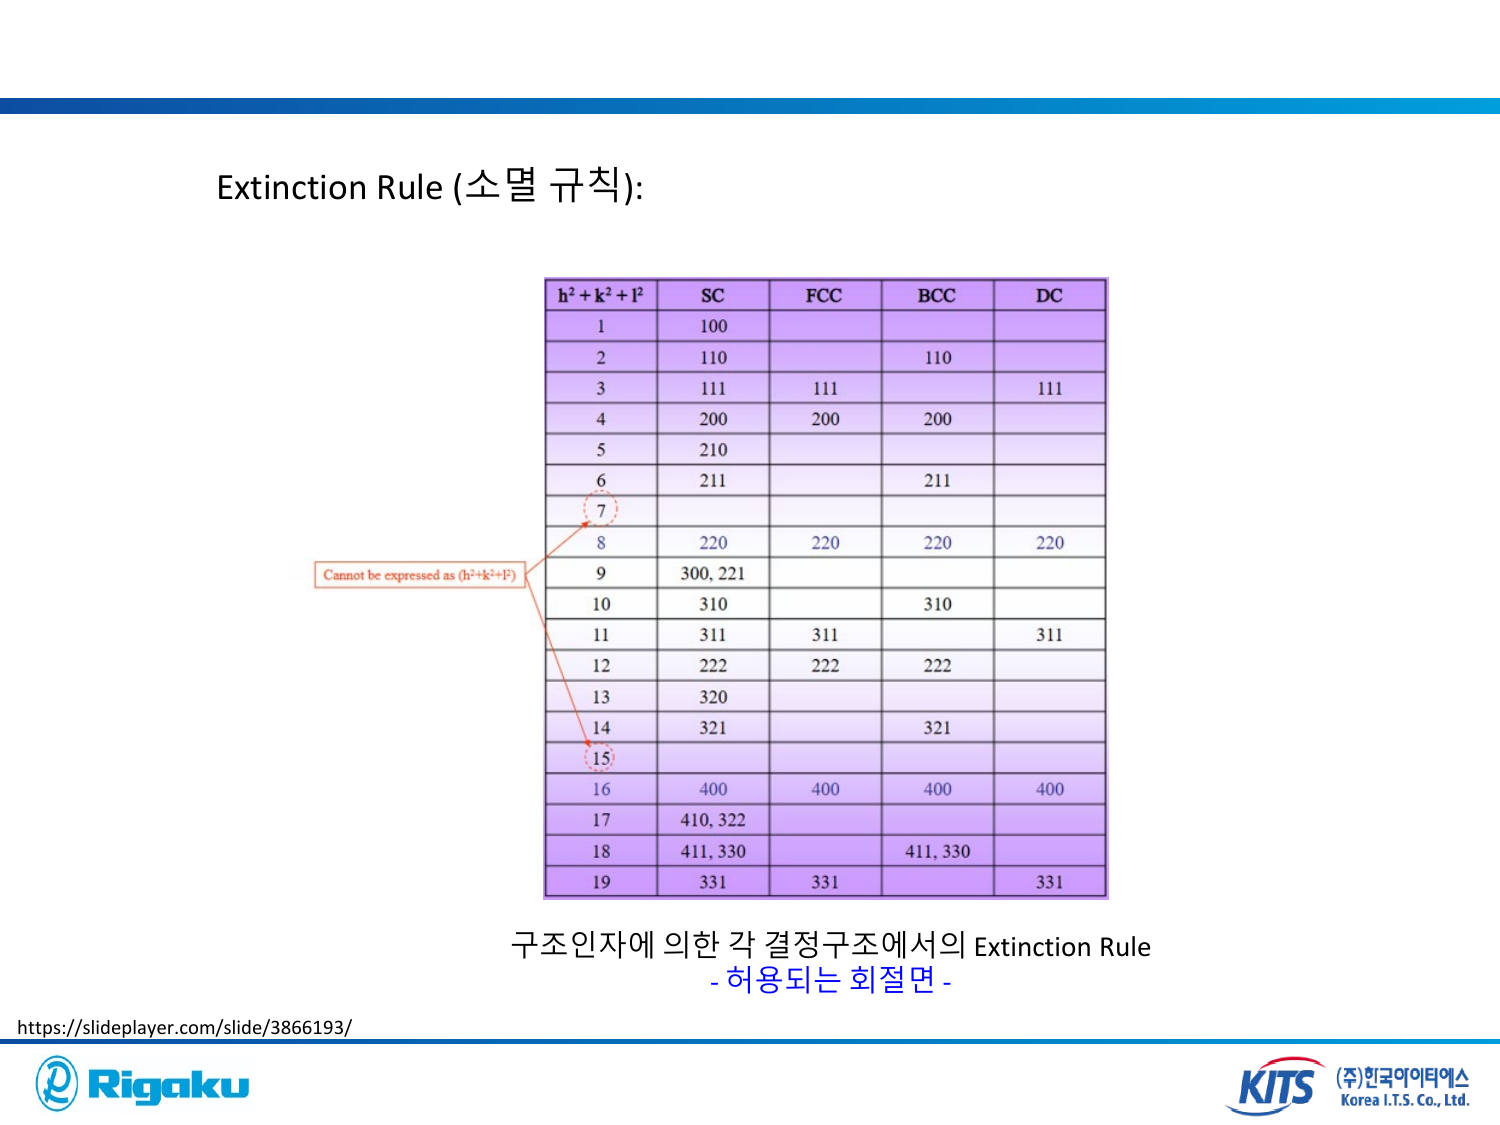 Extinction Rule (소멸 규칙):
h² + k² + l² SC FCC BCC DC
1 100
2 110 110
3 111 111 111
4 200 200 200
5 210
6 211 211
7
8 220 220 220 220
Cannot be expressed as (h²+k²+l²)
9 300, 221
10 310 310
11 311 311 311
12 222 222 222
13 320
14 321 321
15
16 400 400 400 400
17 410, 322
18 411, 330 411, 330
19 331 331 331
구조인자에 의한 각 결정구조에서의 Extinction Rule
- 허용되는 회절면 -
https://slideplayer.com/slide/3866193/
Rigaku
KITS (주)한국아이티에스
Korea I.T.S. Co., Ltd.